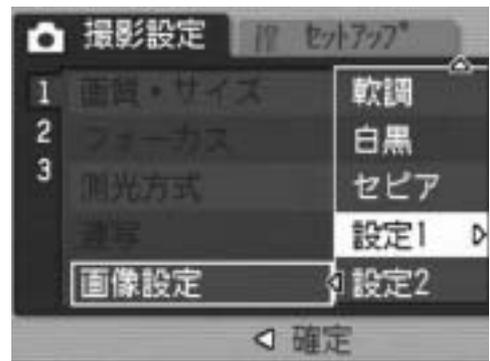 撮影設定 セットアップ
1 画質・サイズ 軟調
2 フォーカス 白黒
3 測光方式 セピア
連写 設定1
画像設定 設定2
確定